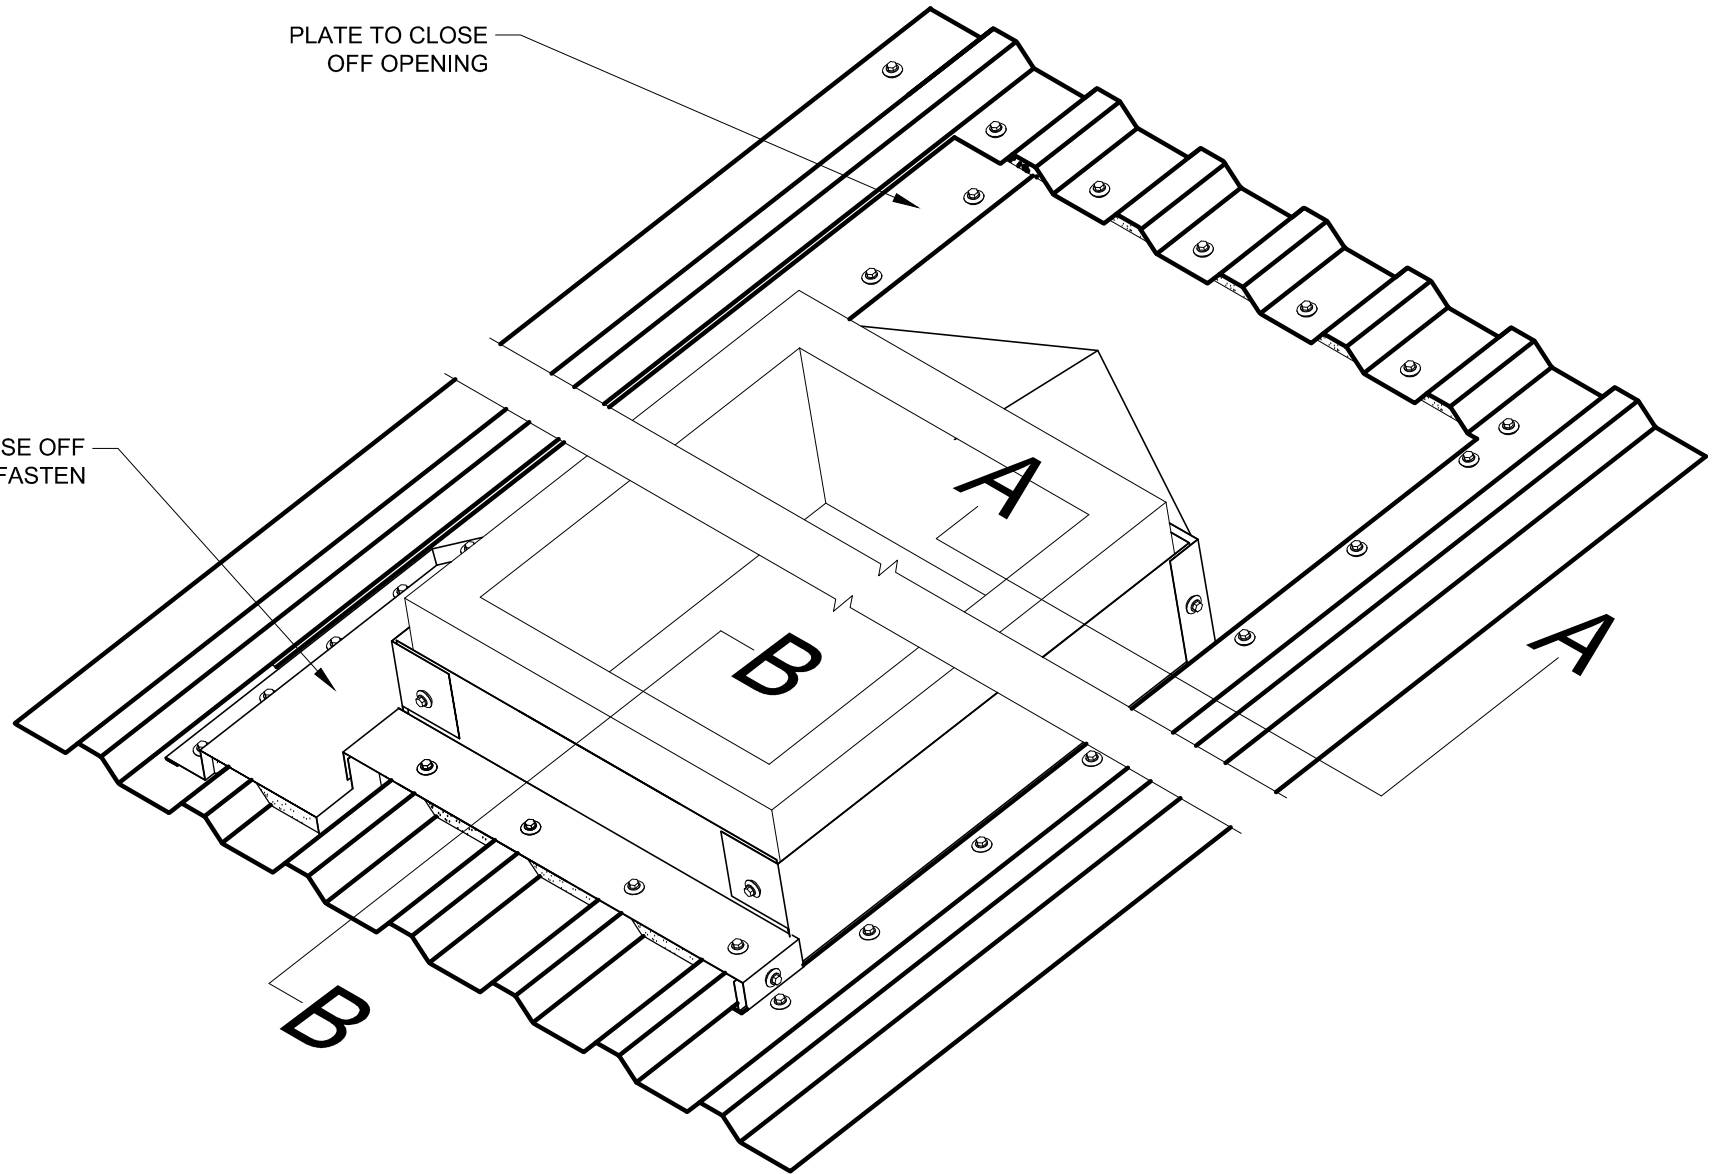 PLATE TO CLOSE
OFF OPENING
A
SE OFF
FASTEN
A
B
B